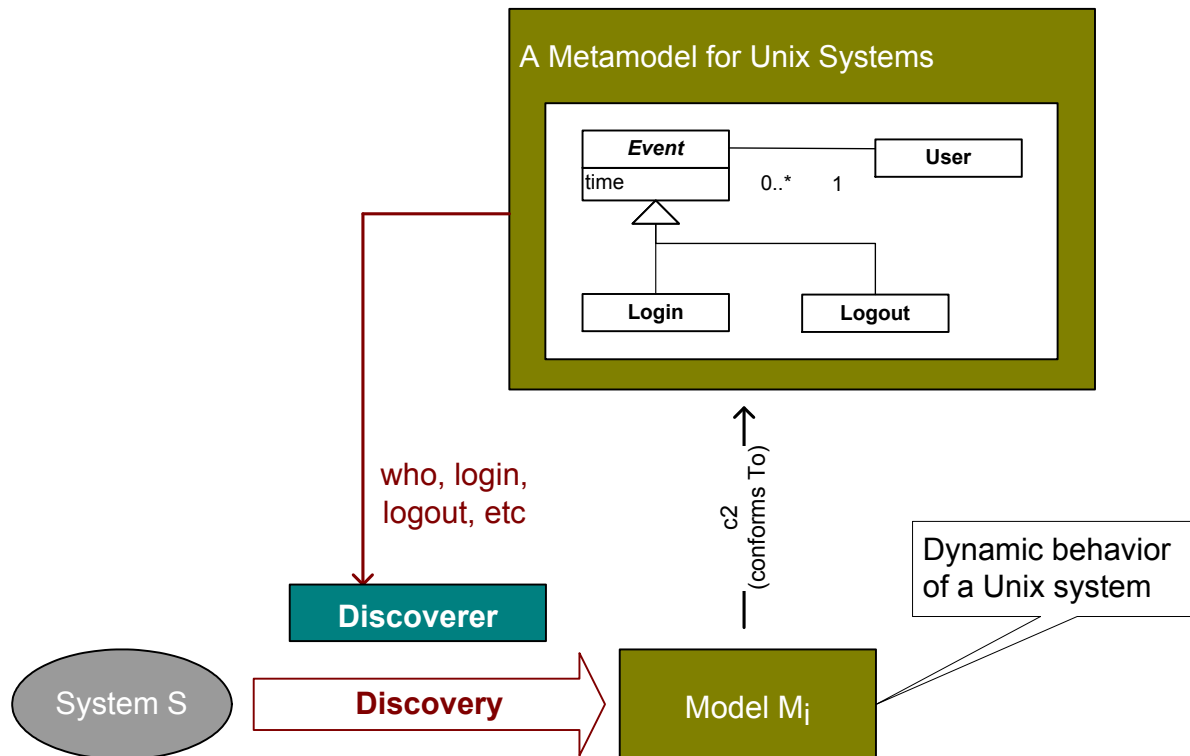 A Metamodel for Unix Systems
Event
time
0..*
1
User
Login
Logout
who, login,
logout, etc
c2
(conforms To)
Dynamic behavior
of a Unix system
Discoverer
System S
Discovery
Model Mi